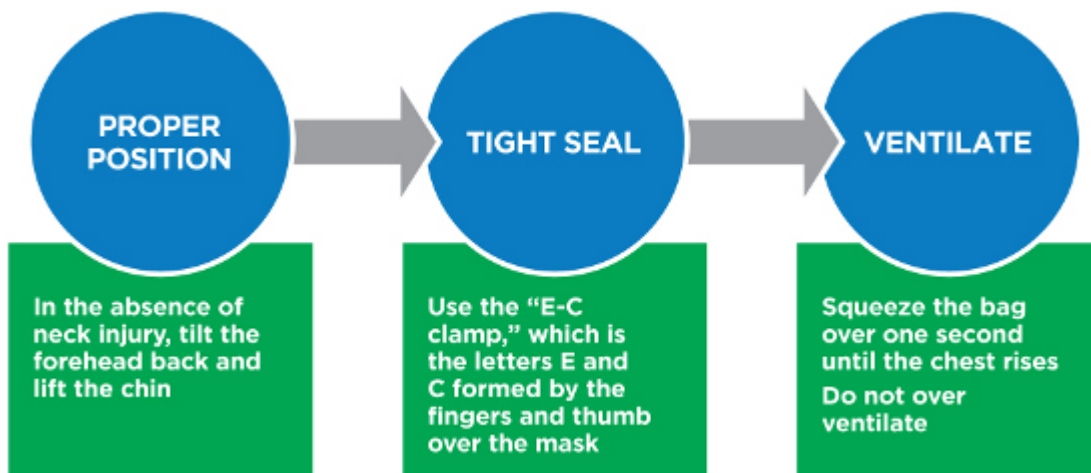 PROPER
POSITION
In the absence of
neck injury, tilt the
forehead back and
lift the chin
TIGHT SEAL
Use the “E-C
clamp,” which is
the letters E and
C formed by the
fingers and thumb
over the mask
VENTILATE
Squeeze the bag
over one second
until the chest rises
Do not over
ventilate